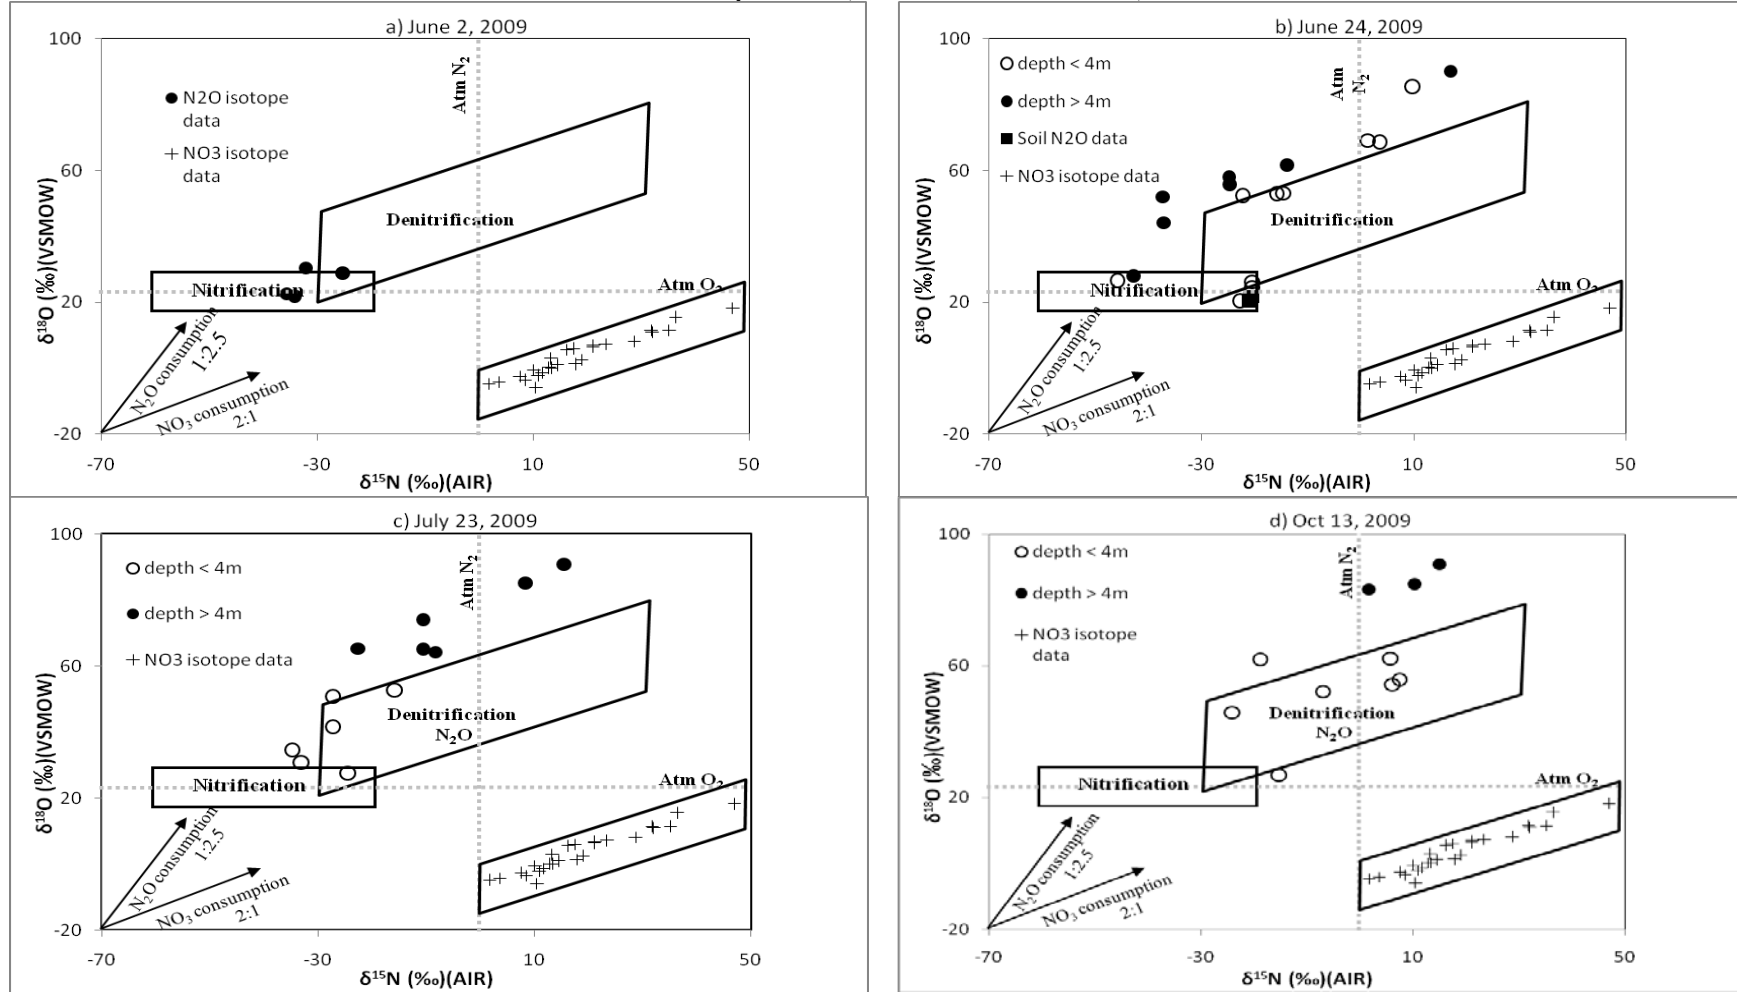 a) June 2, 2009
100
60
20
-20
-70
-30
10
50
δ¹⁸O (‰)(VSMOW)
δ¹⁵N (‰)(AIR)
Atm N₂
N2O isotope
data
NO3 isotope
data
Denitrification
Nitrification
Atm O₂
N₂O consumption
1:2.5
NO₃ consumption
2:1
b) June 24, 2009
100
60
20
-20
-70
-30
10
50
δ¹⁸O (‰)(VSMOW)
δ¹⁵N (‰)(AIR)
Atm
N₂
depth < 4m
depth > 4m
Soil N2O data
NO3 isotope data
Denitrification
Nitrification
Atm O₂
N₂O consumption
1:2.5
NO₃ consumption
2:1
c) July 23, 2009
100
60
20
-20
-70
-30
10
50
δ¹⁸O (‰)(VSMOW)
δ¹⁵N (‰)(AIR)
Atm N₂
depth < 4m
depth > 4m
NO3 isotope data
Denitrification
N₂O
Nitrification
Atm O₂
N₂O consumption
1:2.5
NO₃ consumption
2:1
d) Oct 13, 2009
100
60
20
-20
-70
-30
10
50
δ¹⁸O (‰)(VSMOW)
δ¹⁵N (‰)(AIR)
Atm N₂
depth < 4m
depth > 4m
NO3 isotope
data
Denitrification
N₂O
Nitrification
Atm O₂
N₂O consumption
1:2.5
NO₃ consumption
2:1